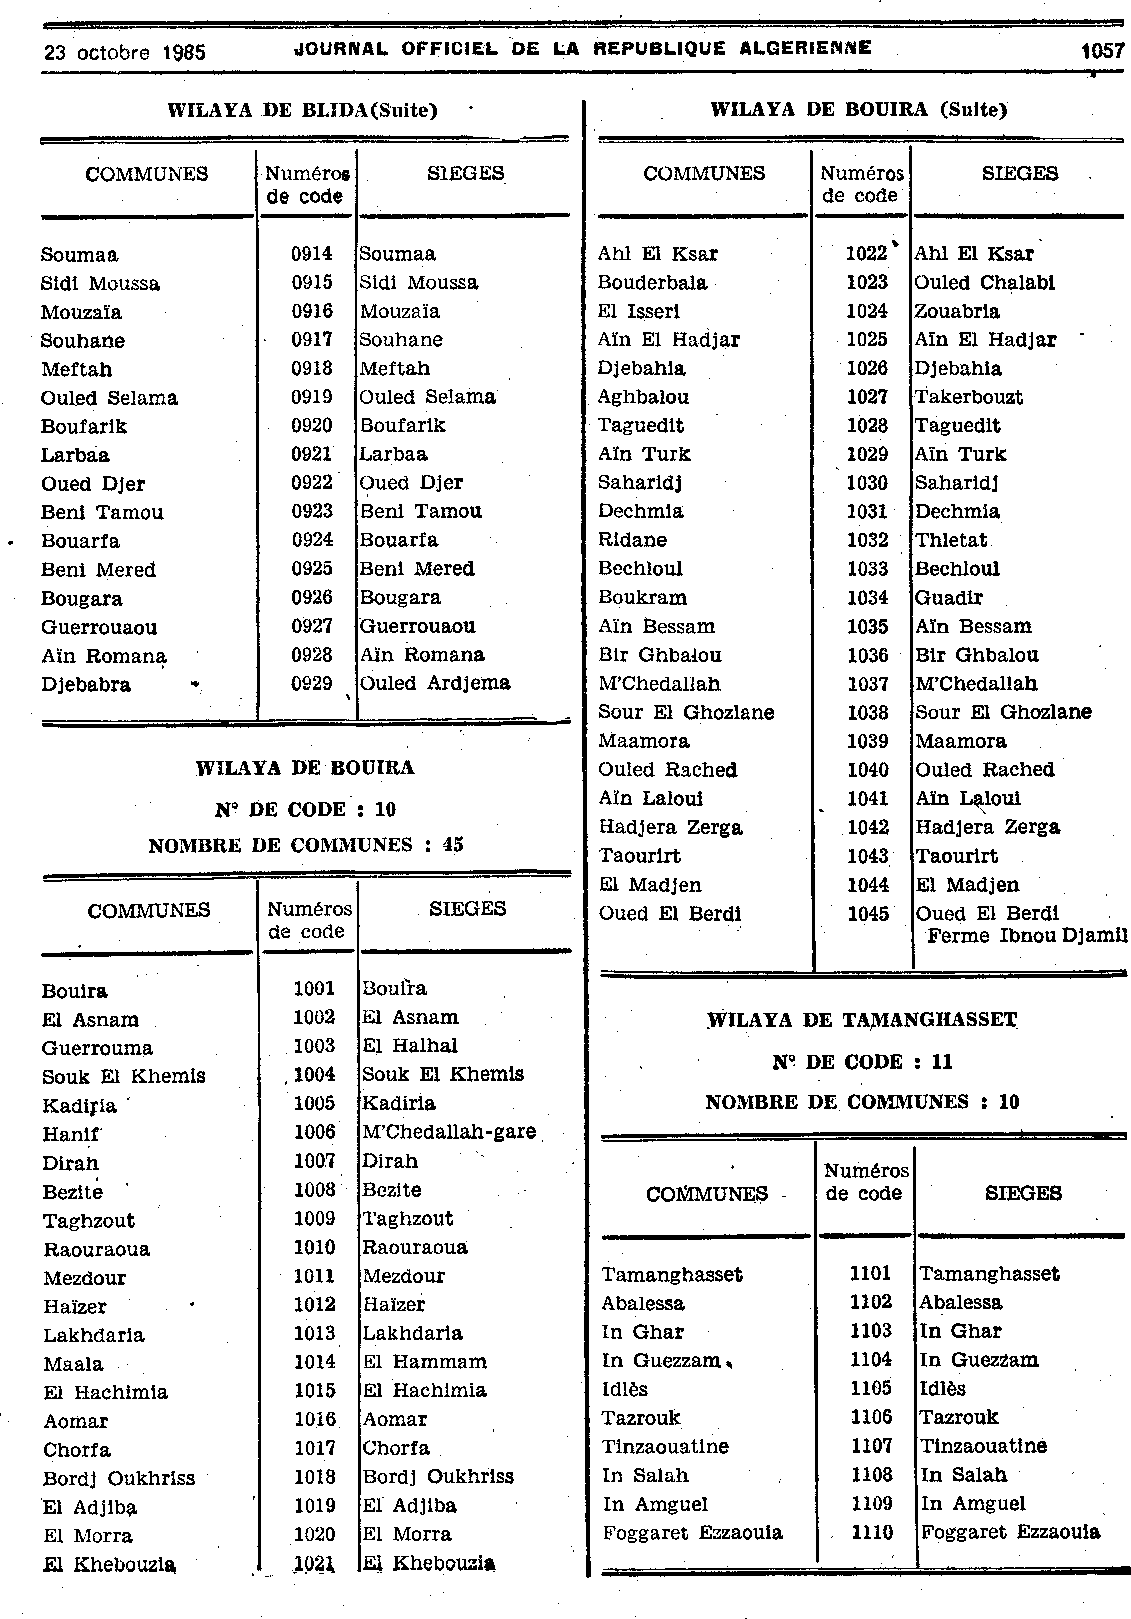 23 octobre 1985 JOURNAL OFFICIEL DE LA REPUBLIQUE ALGERIENNE 1057
WILAYA DE BLIDA (Suite)
COMMUNES Numéros de code SIEGES
Soumaa 0914 Soumaa
Sidi Moussa 0915 Sidi Moussa
Mouzaïa 0916 Mouzaïa
Souhane 0917 Souhane
Meftah 0918 Meftah
Ouled Selama 0919 Ouled Selama
Boufarik 0920 Boufarik
Larbaa 0921 Larbaa
Oued Djer 0922 Oued Djer
Beni Tamou 0923 Beni Tamou
Bouarfa 0924 Bouarfa
Beni Mered 0925 Beni Mered
Bougara 0926 Bougara
Guerrouaou 0927 Guerrouaou
Aïn Romana 0928 Aïn Romana
Djebabra 0929 Ouled Ardjema
WILAYA DE BOUIRA
N° DE CODE : 10
NOMBRE DE COMMUNES : 45
COMMUNES Numéros de code SIEGES
Bouira 1001 Bouira
El Asnam 1002 El Asnam
Guerrouma 1003 El Halhal
Souk El Khemis 1004 Souk El Khemis
Kadiria 1005 Kadiria
Hanif 1006 M'Chedallah-gare
Dirah 1007 Dirah
Bezite 1008 Bezite
Taghzout 1009 Taghzout
Raouraoua 1010 Raouraoua
Mezdour 1011 Mezdour
Haïzer 1012 Haïzer
Lakhdaria 1013 Lakhdaria
Maala 1014 El Hammam
El Hachimia 1015 El Hachimia
Aomar 1016 Aomar
Chorfa 1017 Chorfa
Bordj Oukhriss 1018 Bordj Oukhriss
El Adjiba 1019 El Adjiba
El Morra 1020 El Morra
El Khebouzia 1021 El Khebouzia
WILAYA DE BOUIRA (Suite)
COMMUNES Numéros de code SIEGES
Ahl El Ksar 1022 Ahl El Ksar
Bouderbala 1023 Ouled Chalabi
El Isseri 1024 Zouabria
Aïn El Hadjar 1025 Aïn El Hadjar
Djebahia 1026 Djebahia
Aghbalou 1027 Takerbouzt
Taguedit 1028 Taguedit
Aïn Turk 1029 Aïn Turk
Saharidj 1030 Saharidj
Dechmia 1031 Dechmia
Ridane 1032 Thletat
Bechloul 1033 Bechloul
Boukram 1034 Guadir
Aïn Bessam 1035 Aïn Bessam
Bir Ghbalou 1036 Bir Ghbalou
M'Chedallah 1037 M'Chedallah
Sour El Ghozlane 1038 Sour El Ghozlane
Maamora 1039 Maamora
Ouled Rached 1040 Ouled Rached
Aïn Laloui 1041 Aïn Laloui
Hadjera Zerga 1042 Hadjera Zerga
Taourirt 1043 Taourirt
El Madjen 1044 El Madjen
Oued El Berdi 1045 Oued El Berdi
Ferme Ibnou Djamil
WILAYA DE TAMANGHASSET
N° DE CODE : 11
NOMBRE DE COMMUNES : 10
COMMUNES Numéros de code SIEGES
Tamanghasset 1101 Tamanghasset
Abalessa 1102 Abalessa
In Ghar 1103 In Ghar
In Guezzam 1104 In Guezzam
Idlès 1105 Idlès
Tazrouk 1106 Tazrouk
Tinzaouatine 1107 Tinzaouatine
In Salah 1108 In Salah
In Amguel 1109 In Amguel
Foggaret Ezzaouia 1110 Foggaret Ezzaouia